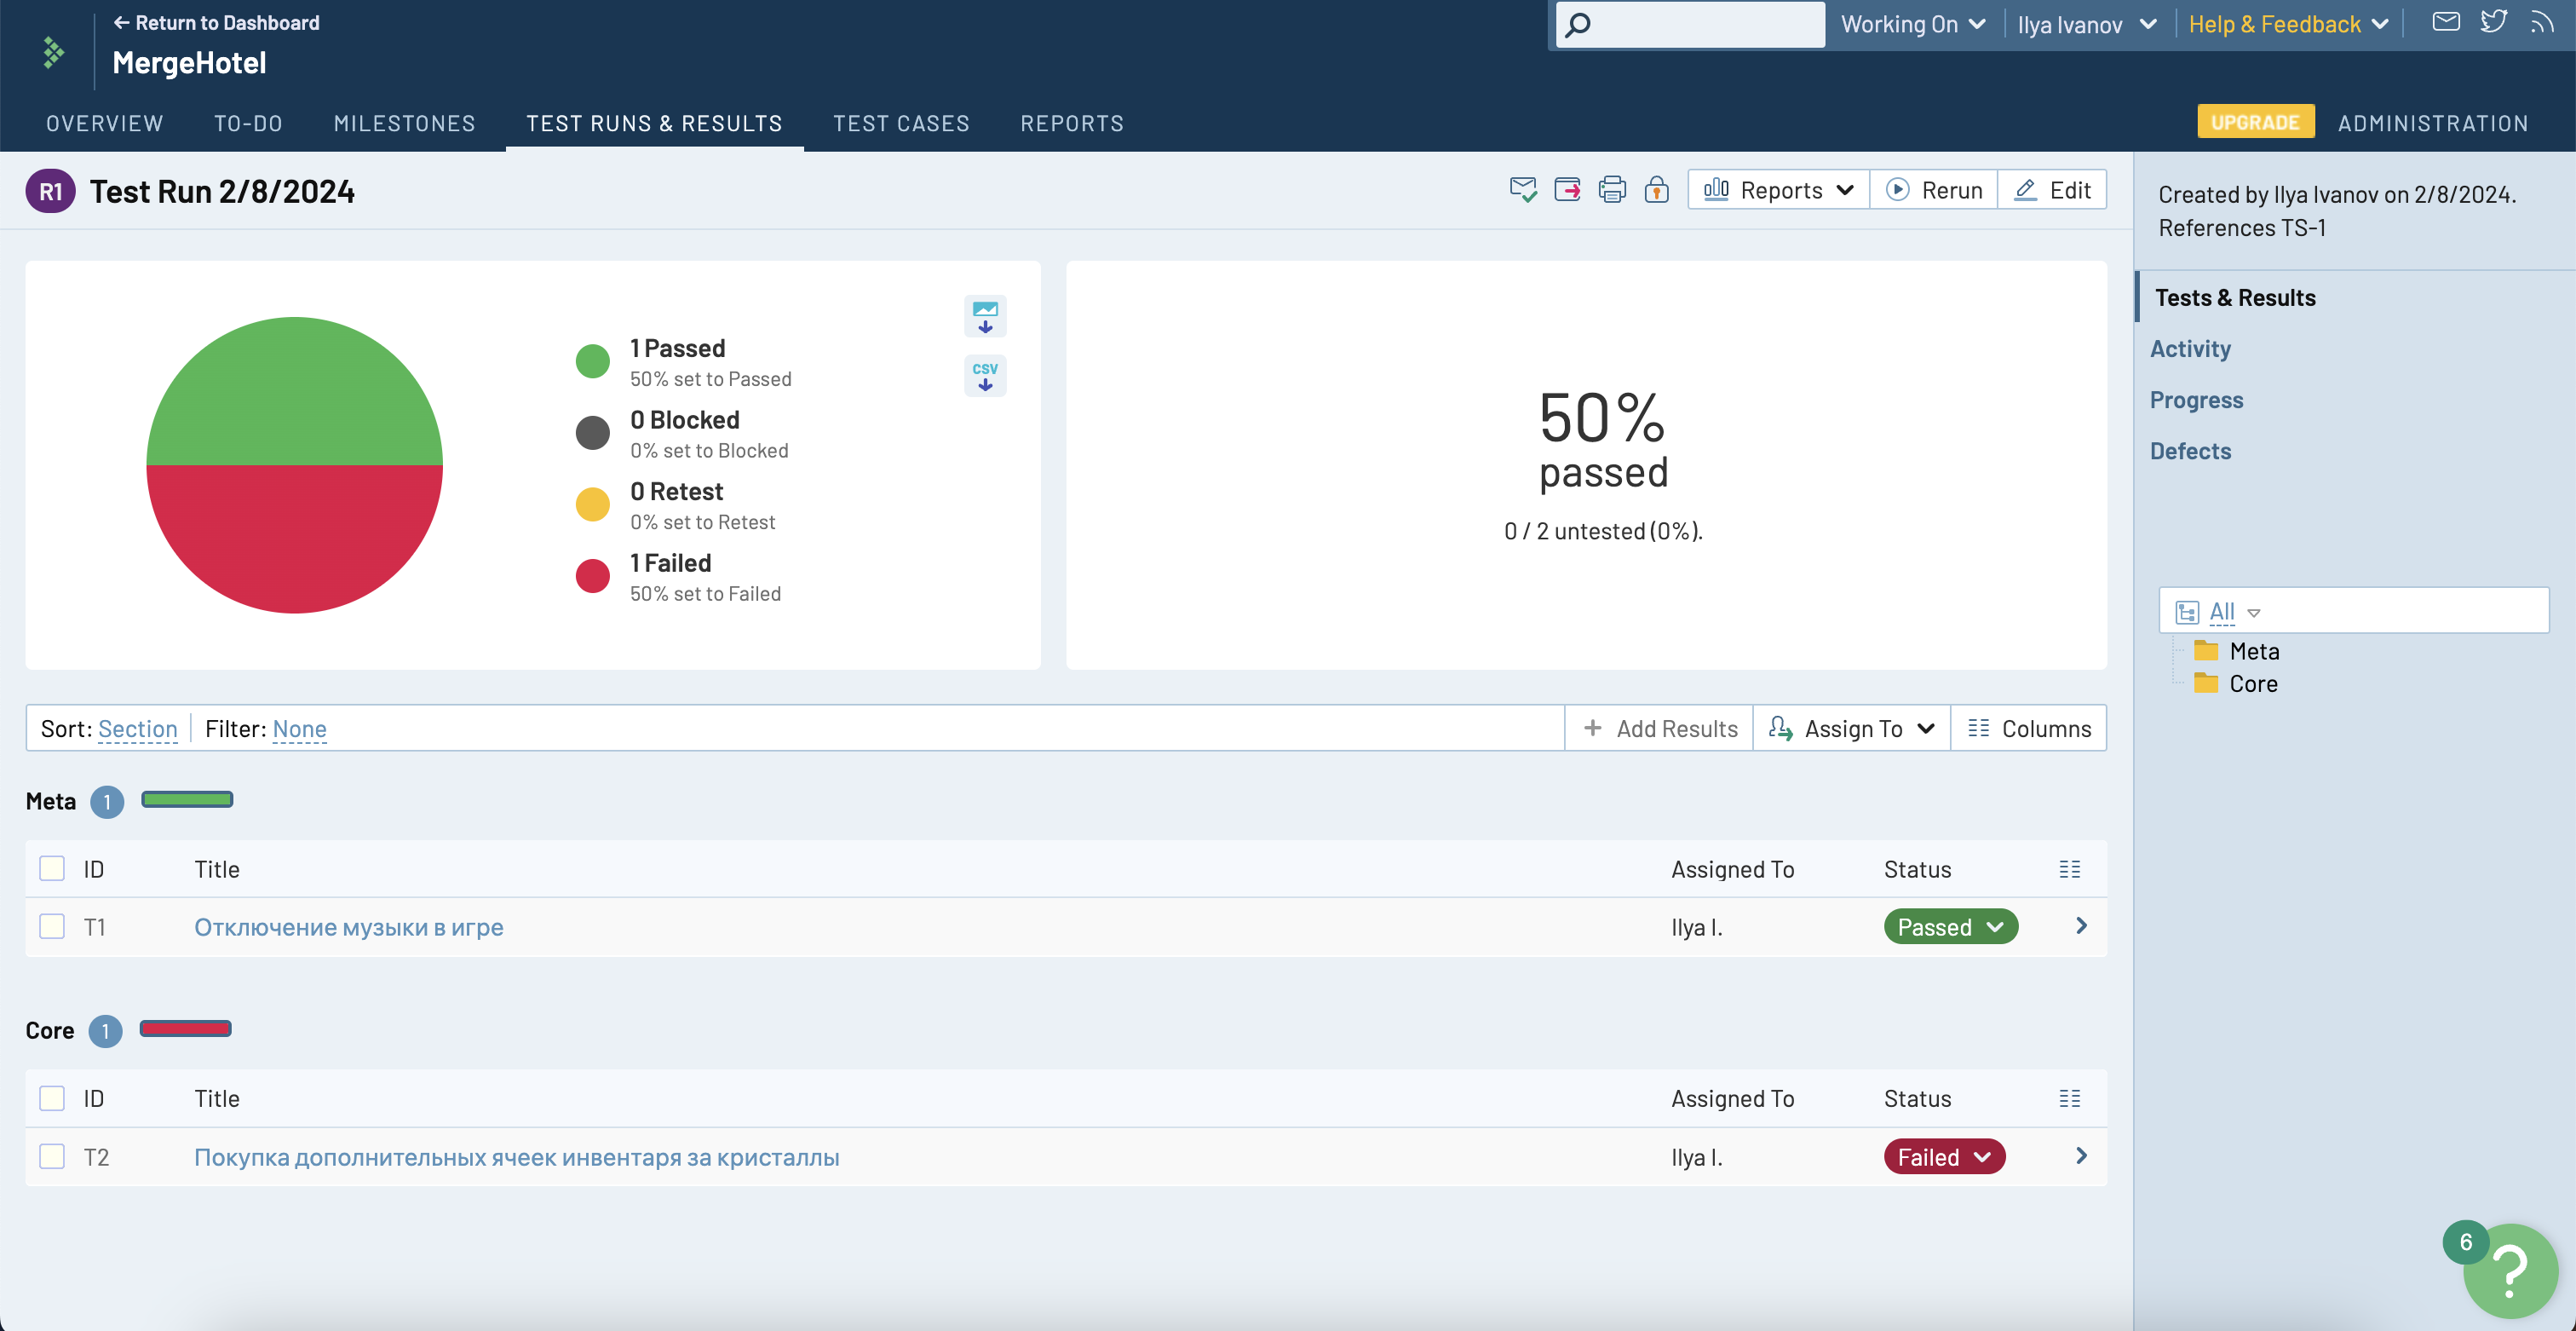 ← Return to Dashboard
MergeHotel
Working On
Ilya Ivanov
Help & Feedback
OVERVIEW TO-DO MILESTONES TEST RUNS & RESULTS TEST CASES REPORTS
UPGRADE ADMINISTRATION
R1 Test Run 2/8/2024
Reports Rerun Edit
Created by Ilya Ivanov on 2/8/2024.
References TS-1
Tests & Results
Activity
Progress
Defects
1 Passed
50% set to Passed
0 Blocked
0% set to Blocked
0 Retest
0% set to Retest
1 Failed
50% set to Failed
CSV
50%
passed
0 / 2 untested (0%).
All
Meta
Core
Sort: Section Filter: None
+ Add Results Assign To Columns
Meta 1
ID Title Assigned To Status
T1 Отключение музыки в игре Ilya I. Passed
Core 1
ID Title Assigned To Status
T2 Покупка дополнительных ячеек инвентаря за кристаллы Ilya I. Failed
6
?